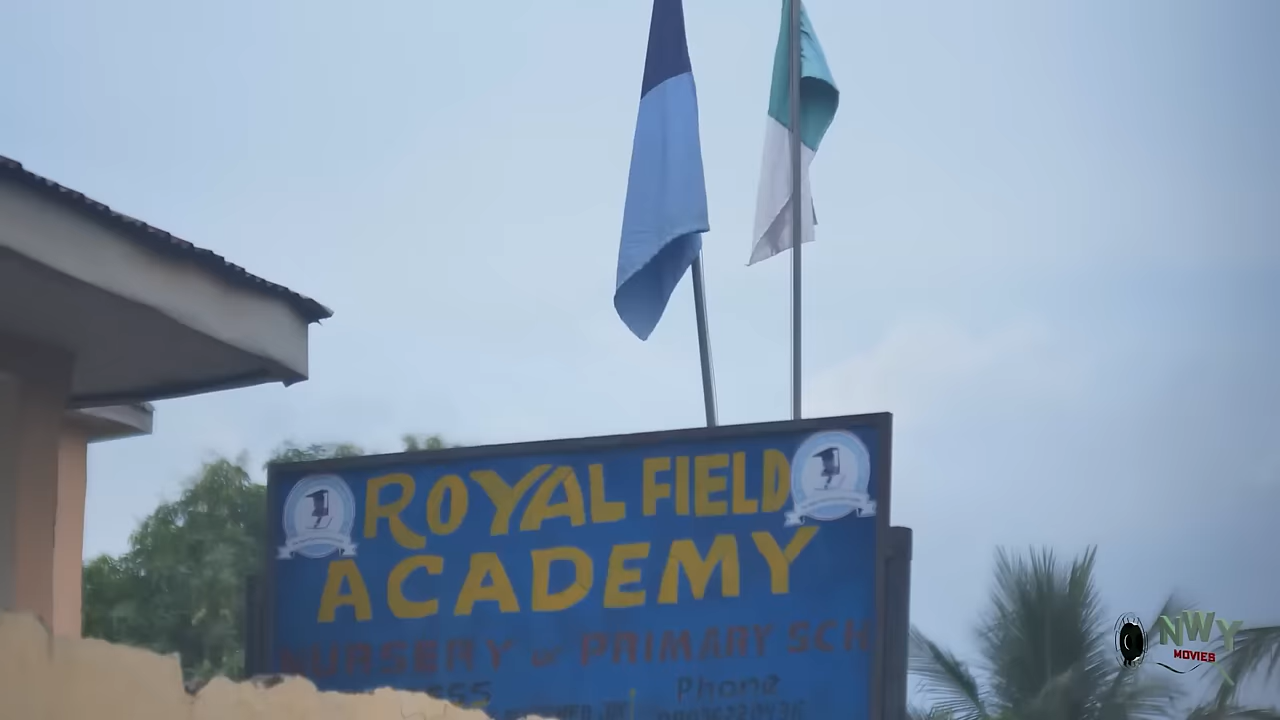 ROYAL FIELD
ACADEMY
NURSERY & PRIMARY SCH
Phone
NWY
MOVIES